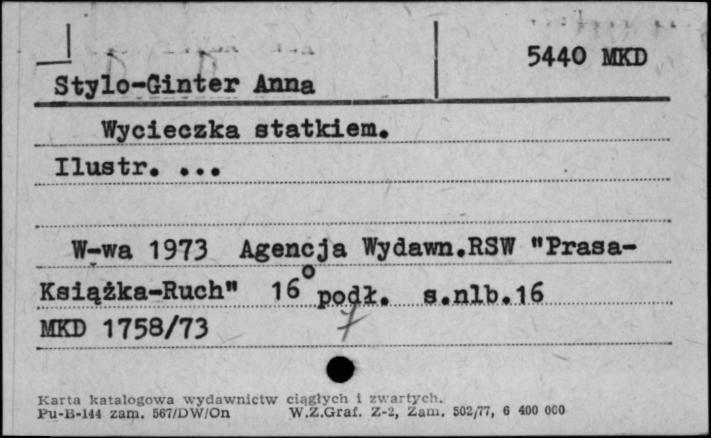 5440 MKD
Stylo-Ginter Anna
Wycieczka statkiem.
Ilustr. ...
W-wa 1973 Agencja Wydawn.RSW "Prasa-
Książka-Ruch" 16° podł. s.nlb.16
MKD 1758/73 7
Karta katalogowa wydawnictw ciągłych i zwartych.
Pu-B-144 zam. 567/DW/On W.Z.Graf. Z-2, Zam. 502/77, 6 400 000